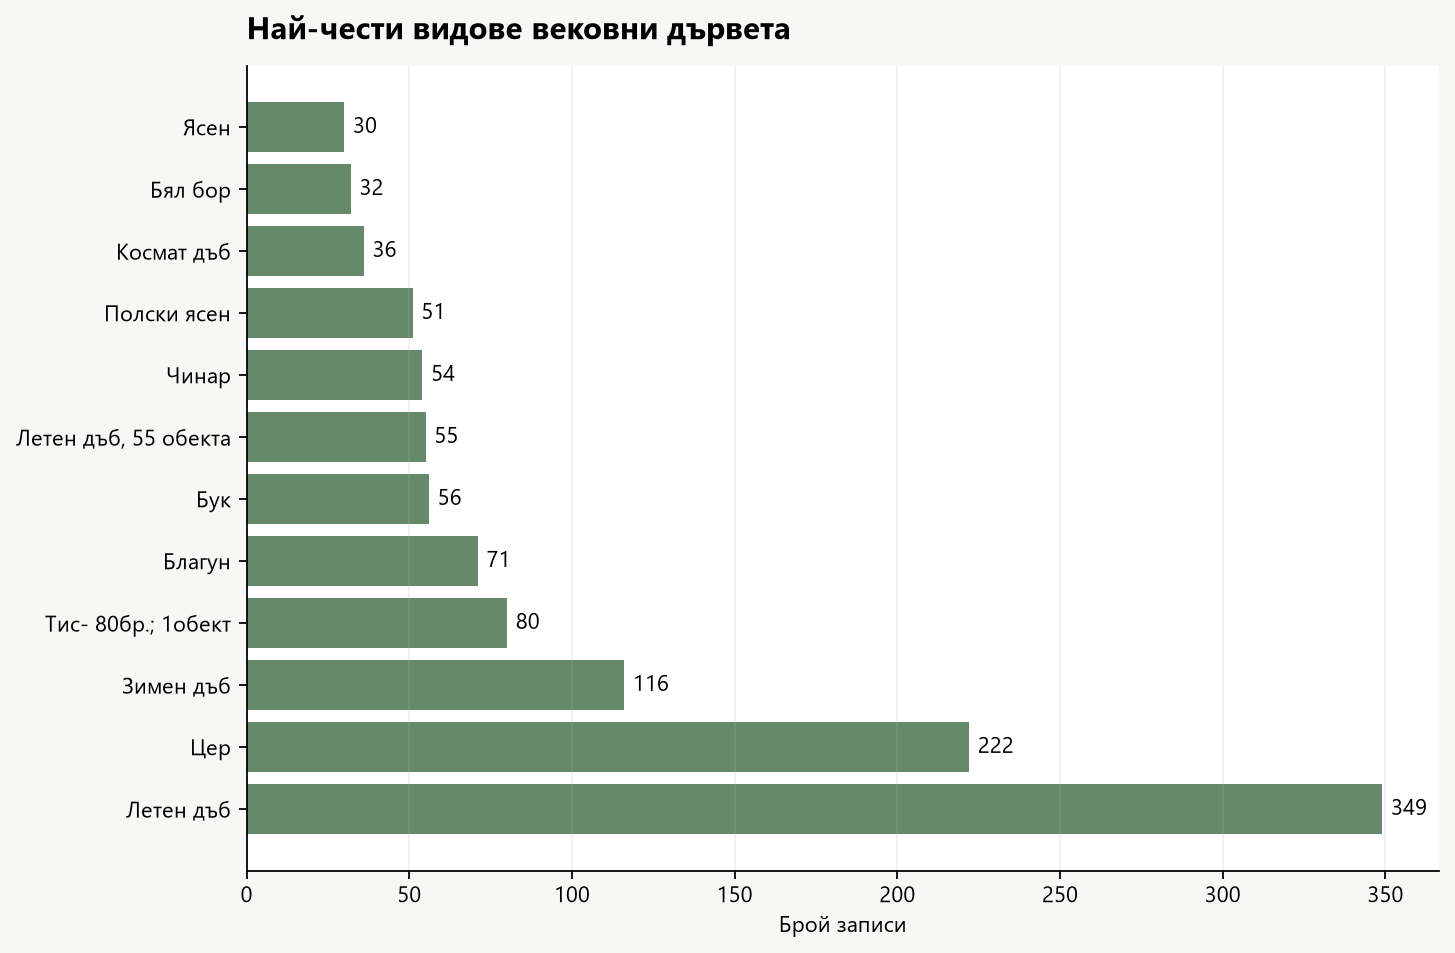 Най-чести видове вековни дървета
Ясен 30
Бял бор 32
Космат дъб 36
Полски ясен 51
Чинар 54
Летен дъб, 55 обекта 55
Бук 56
Благун 71
Тис- 80бр.; 1обект 80
Зимен дъб 116
Цер 222
Летен дъб 349
0 50 100 150 200 250 300 350
Брой записи